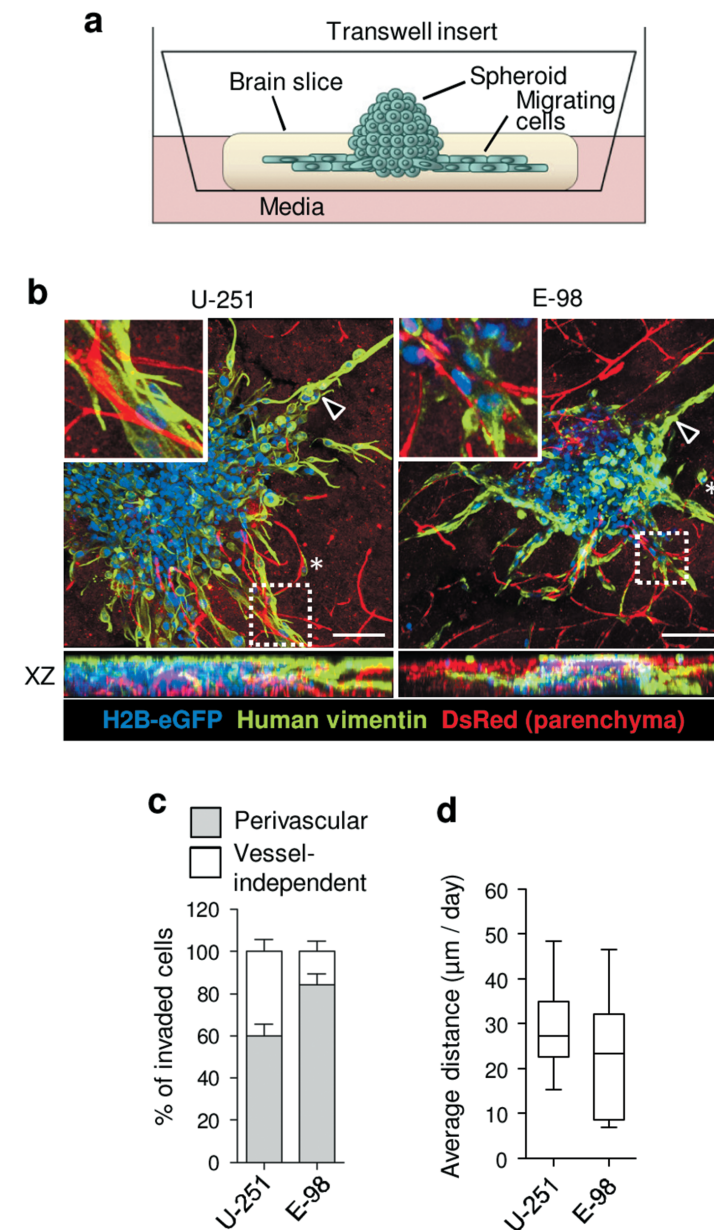 a
Transwell insert
Brain slice
Spheroid
Migrating
cells
Media
b
U-251
E-98
*
*
XZ
H2B-eGFP Human vimentin DsRed (parenchyma)
c
Perivascular
Vessel-
independent
% of invaded cells
120
100
80
60
40
20
0
U-251
E-98
d
Average distance (µm / day)
60
50
40
30
20
10
0
U-251
E-98